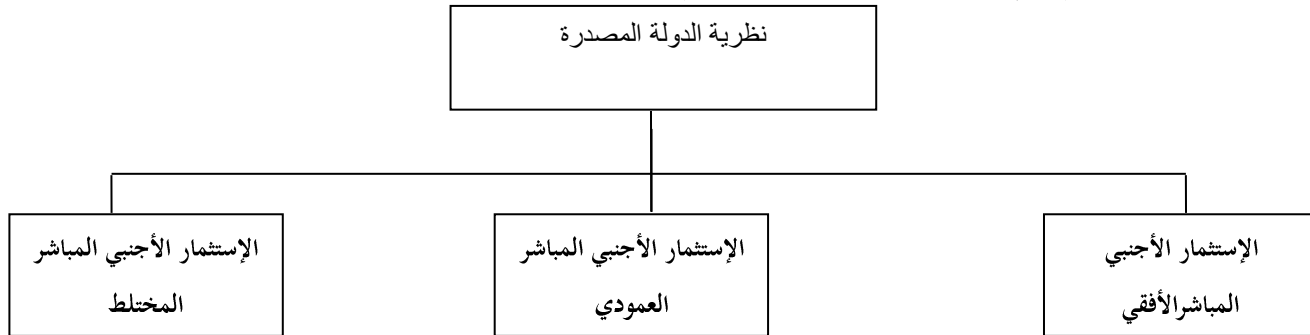 نظرية الدولة المصدرة
الإستثمار الأجنبي
المباشرالأفقي
الإستثمار الأجنبي المباشر
العمودي
الإستثمار الأجنبي المباشر
المختلط